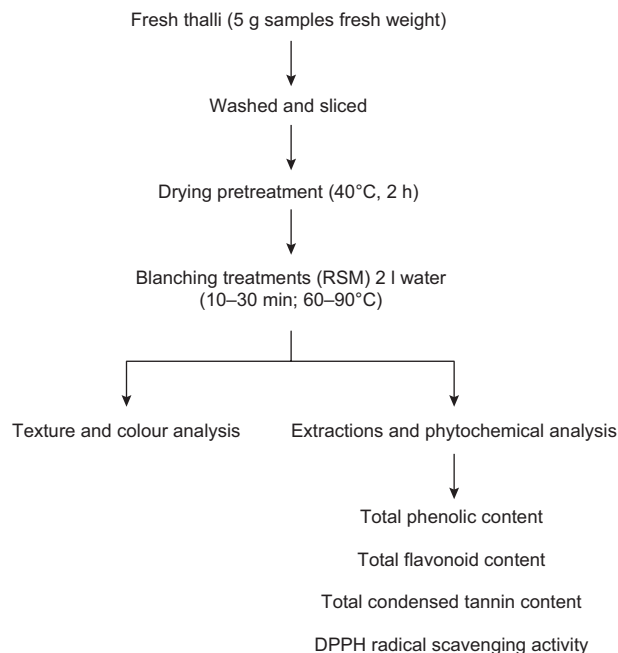 Fresh thalli (5 g samples fresh weight)
Washed and sliced
Drying pretreatment (40°C, 2 h)
Blanching treatments (RSM) 2 l water
(10–30 min; 60–90°C)
Texture and colour analysis
Extractions and phytochemical analysis
Total phenolic content
Total flavonoid content
Total condensed tannin content
DPPH radical scavenging activity